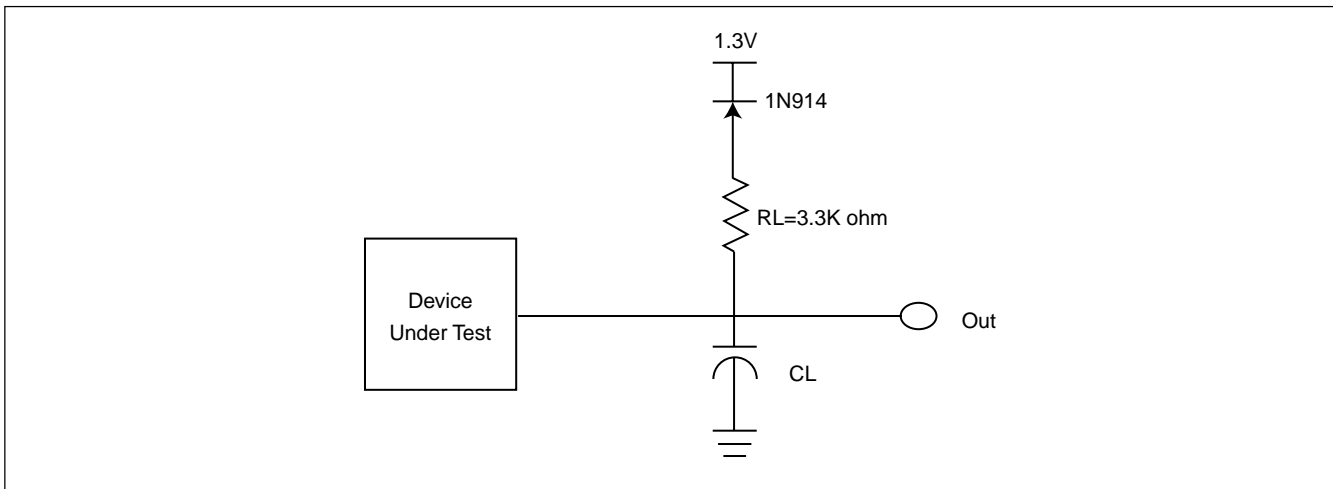 1.3V
1N914
RL=3.3K ohm
Device
Under Test
Out
CL